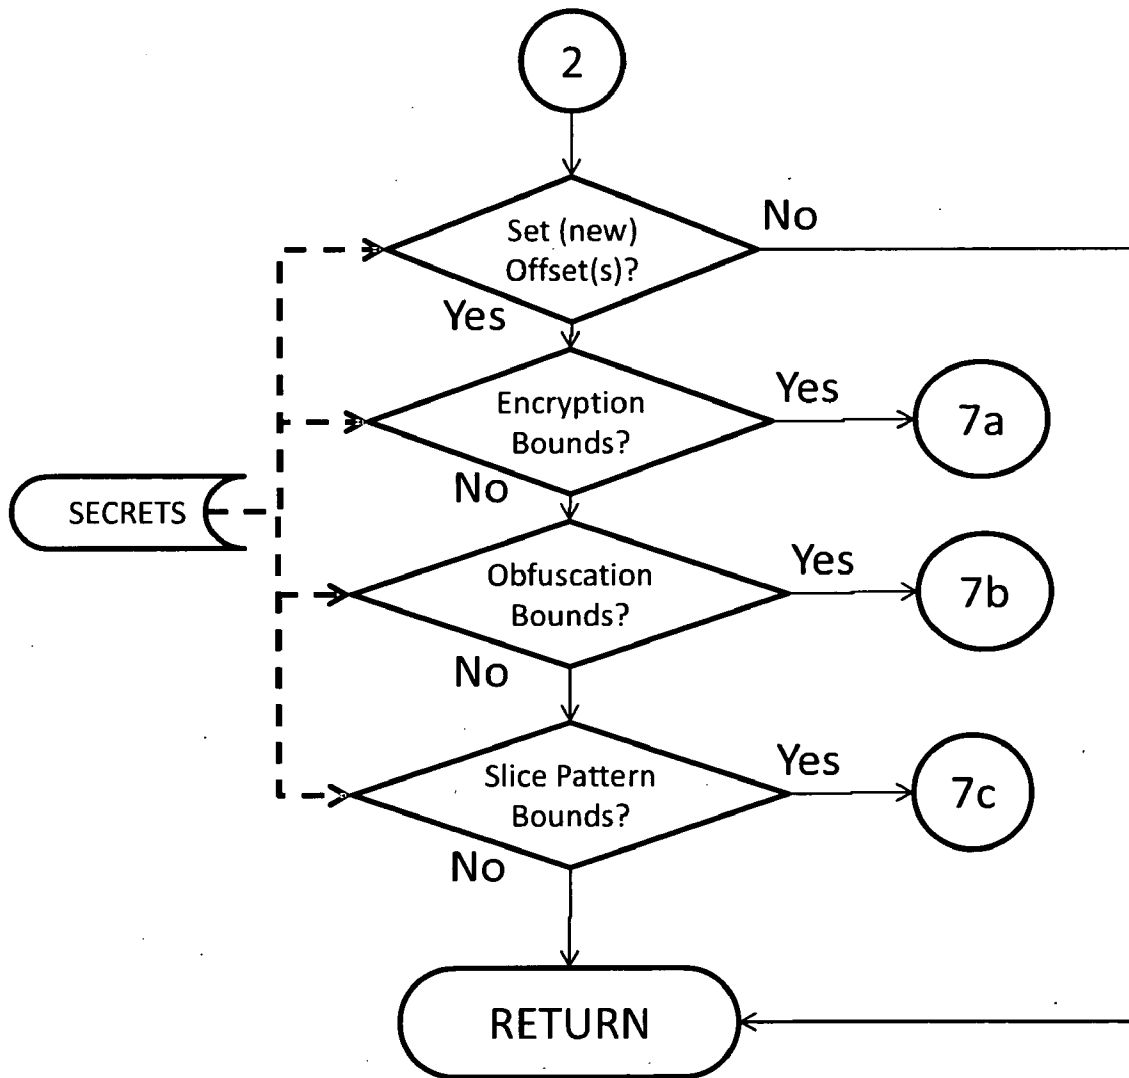 2
Set (new)
Offset(s)?
No
Yes
Encryption
Bounds?
Yes
7a
No
SECRETS
Obfuscation
Bounds?
Yes
7b
No
Slice Pattern
Bounds?
Yes
7c
No
RETURN